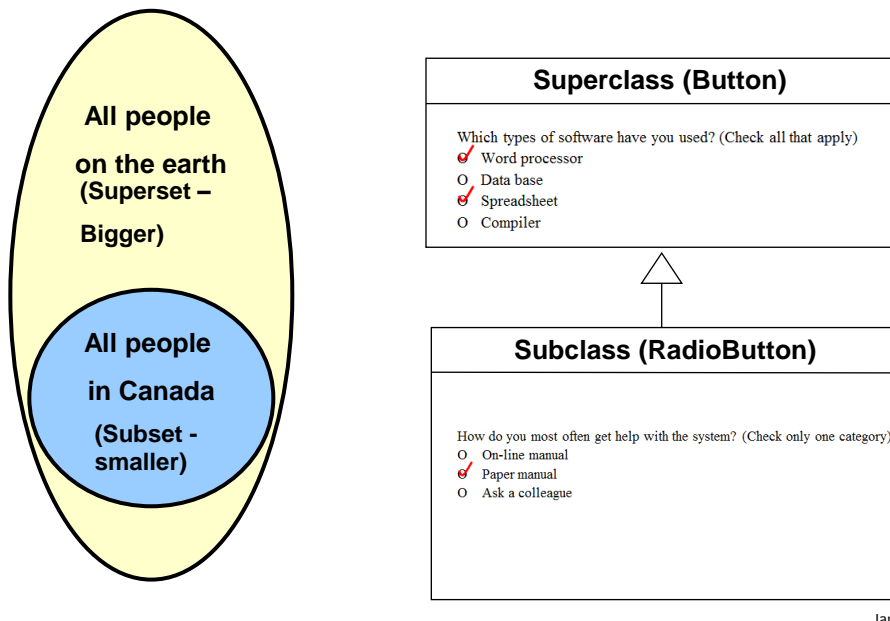 All people
on the earth
(Superset –
Bigger)
All people
in Canada
(Subset -
smaller)
Superclass (Button)
Which types of software have you used? (Check all that apply)
O Word processor
O Data base
O Spreadsheet
O Compiler
Subclass (RadioButton)
How do you most often get help with the system? (Check only one category)
O On-line manual
O Paper manual
O Ask a colleague